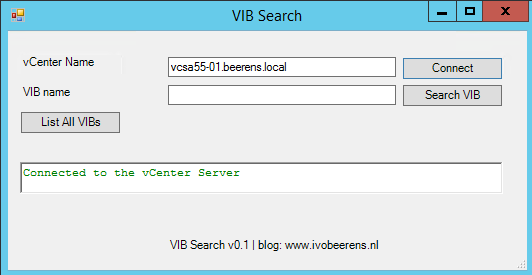 VIB Search
vCenter Name
vcsa55-01.beerens.local
Connect
VIB name
Search VIB
List All VIBs
Connected to the vCenter Server
VIB Search v0.1 | blog: www.ivobeerens.nl